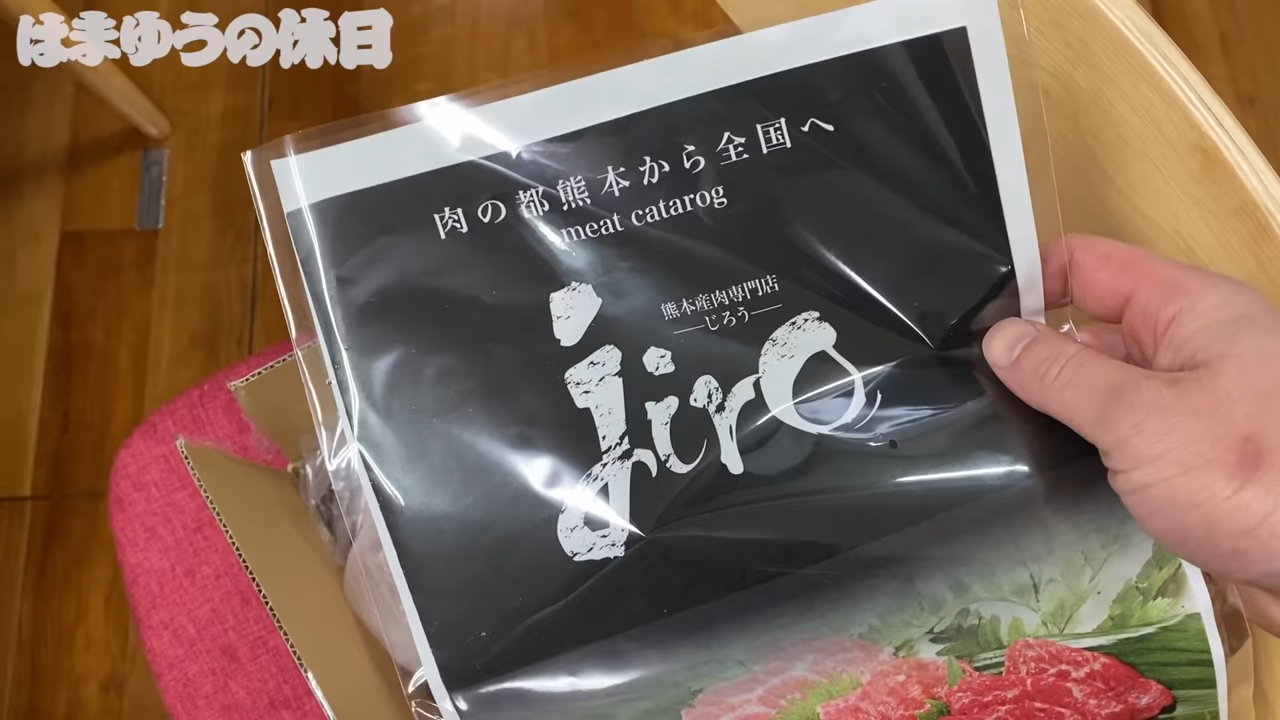 はまゆうの休日
肉の都熊本から全国へ
meat catarog
熊本産肉専門店
―じろう―
jiro